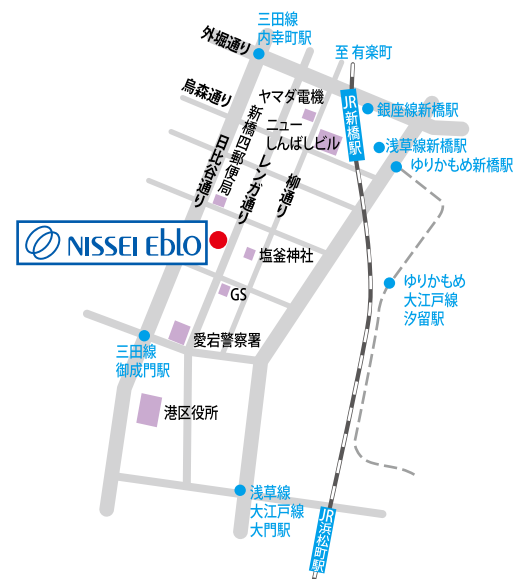 三田線
内幸町駅
外堀通り
至 有楽町
烏森通り
ヤマダ電機
JR新橋駅
銀座線新橋駅
ニュー
しんばしビル
浅草線新橋駅
ゆりかもめ新橋駅
新橋四郵便局
日比谷通り
レンガ通り
柳通り
NISSEI Eblo
塩釜神社
GS
ゆりかもめ
大江戸線
汐留駅
愛宕警察署
三田線
御成門駅
港区役所
浅草線
大江戸線
大門駅
JR浜松町駅